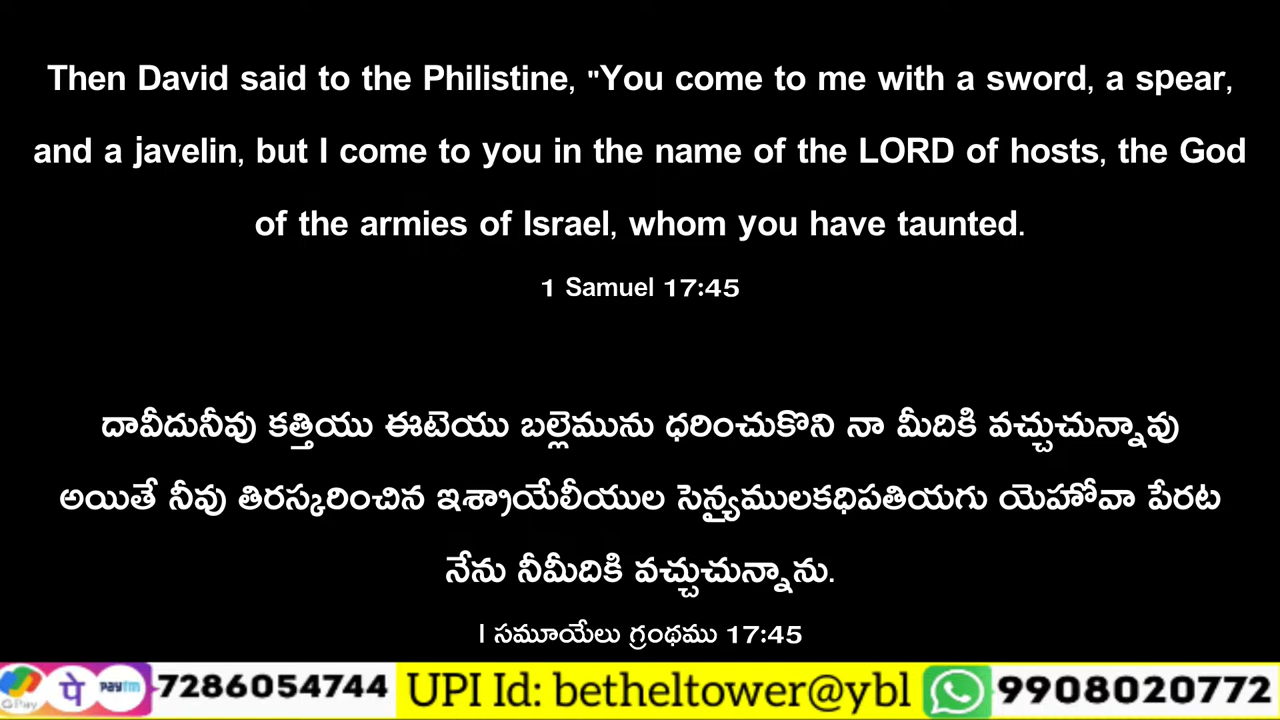 Then David said to the Philistine, "You come to me with a sword, a spear,
and a javelin, but I come to you in the name of the LORD of hosts, the God
of the armies of Israel, whom you have taunted.
1 Samuel 17:45
దావీదునీవు కత్తియు ఈటెయు బల్లెమును ధరించుకొని నా మీదికి వచ్చుచున్నావు
అయితే నీవు తిరస్కరించిన ఇశ్రాయేలీయుల సెన్యైములకధిపతియగు యెహోవా పేరట
నేను నీమీదికి వచ్చుచున్నాను.
I సమూయేలు గ్రంథము 17:45
G Pay पे paytm 7286054744 UPI Id: betheltower@ybl 9908020772